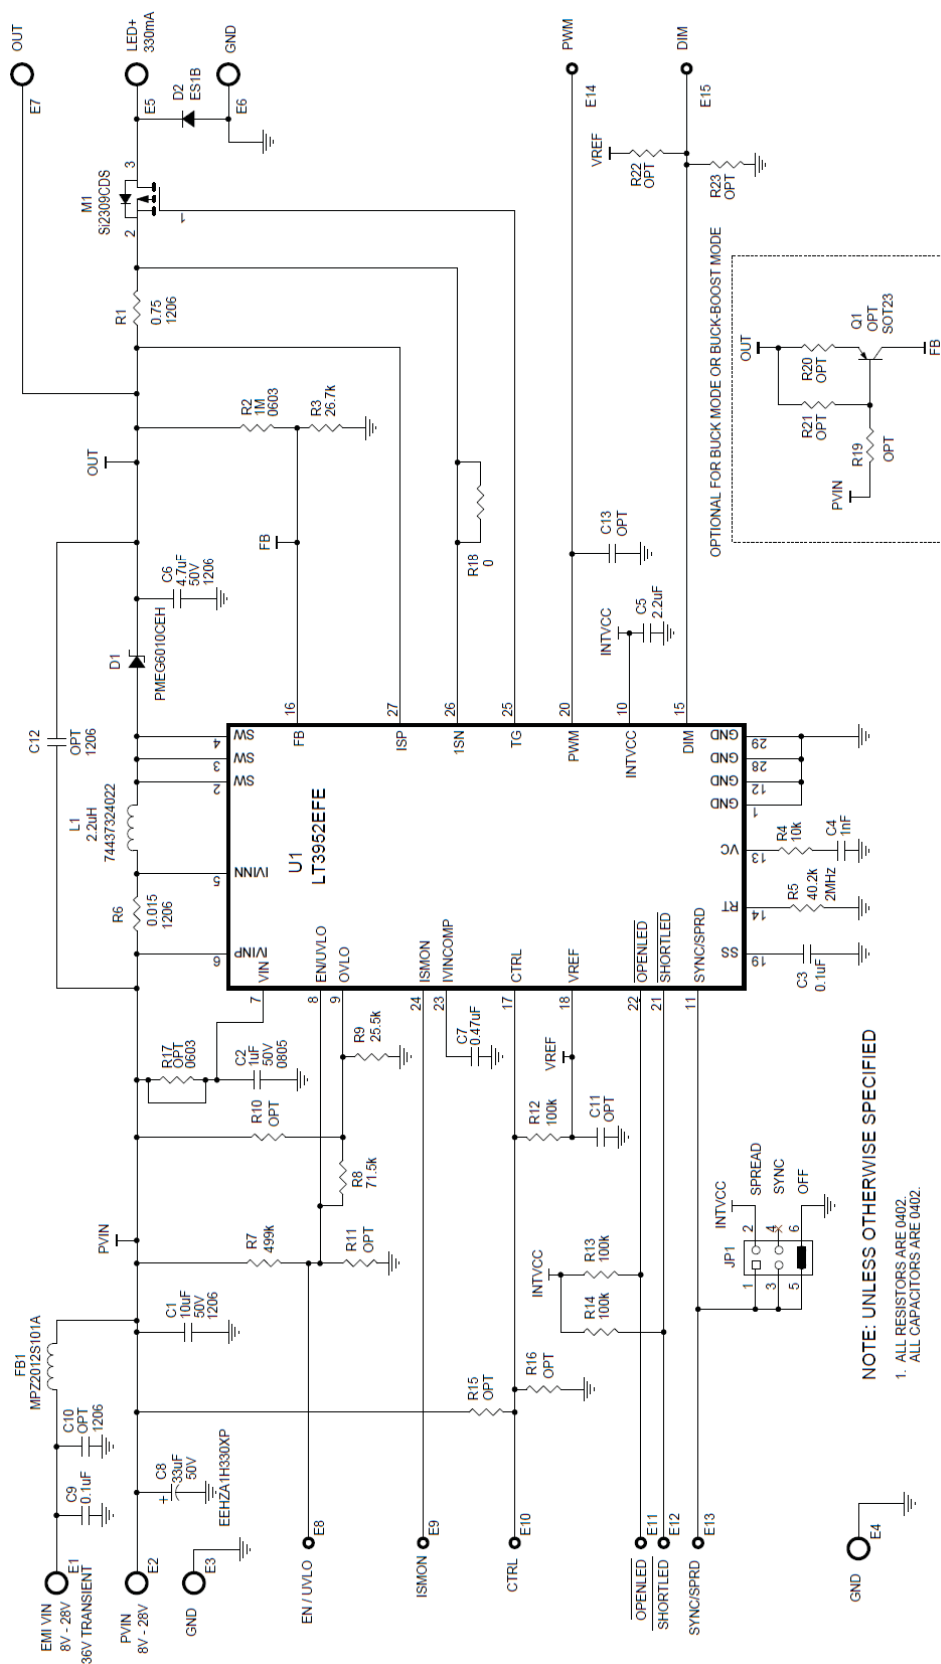 EMI VIN
8V - 28V
36V TRANSIENT
E1
C9
0.1uF
C10
OPT
1206
FB1
MPZ2012S101A
PVIN
8V - 28V
E2
+
C8
33uF
50V
EEHZA1H330XP
GND
E3
C1
10uF
50V
1206
PVIN
R17
OPT
0603
C2
1uF
50V
0805
R6
0.015
1206
L1
2.2uH
74437324022
C12
OPT
1206
D1
PMEG6010CEH
C6
4.7uF
50V
1206
OUT
R1
0.75
1206
M1
Si2309CDS
2
3
1
D2
ES1B
OUT
E7
LED+
330mA
E5
GND
E6
R2
1M
0603
R3
26.7k
FB
R18
0
EN / UVLO
E8
R7
499k
R11
OPT
R8
71.5k
R10
OPT
R9
25.5k
ISMON
E9
C7
0.47uF
CTRL
E10
R15
OPT
R16
OPT
R12
100k
VREF
C11
OPT
INTVCC
R14
100k
R13
100k
OPENLED
E11
SHORTLED
E12
SYNC/SPRD
E13
U1
LT3952EFE
6
IVINP
5
IVINN
2
SW
3
SW
4
SW
7
VIN
8
EN/UVLO
9
OVLO
24
ISMON
23
IVINCOMP
17
CTRL
18
VREF
22
OPENLED
21
SHORTLED
11
SYNC/SPRD
16
FB
27
ISP
26
1SN
25
TG
20
PWM
10
INTVCC
15
DIM
19
SS
14
RT
13
VC
1
GND
12
GND
28
GND
29
GND
C3
0.1uF
R5
40.2k
2MHz
R4
10k
C4
1nF
C13
OPT
INTVCC
C5
2.2uF
PWM
E14
VREF
R22
OPT
R23
OPT
DIM
E15
JP1
INTVCC
1
2
SPREAD
3
4
SYNC
5
6
OFF
OPTIONAL FOR BUCK MODE OR BUCK-BOOST MODE
OUT
R21
OPT
R20
OPT
PVIN
R19
OPT
Q1
OPT
SOT23
FB
GND
E4
NOTE: UNLESS OTHERWISE SPECIFIED
1. ALL RESISTORS ARE 0402.
ALL CAPACITORS ARE 0402.